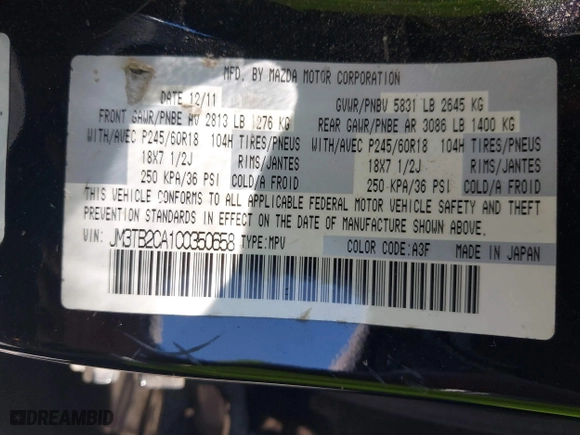 MFD. BY MAZDA MOTOR CORPORATION
DATE 12/11 GVWR/PNBV 5831 LB 2645 KG
FRONT GAWR/PNBE AV 2813 LB 1276 KG REAR GAWR/PNBE AR 3086 LB 1400 KG
WITH/AVEC P245/60R18 104H TIRES/PNEUS WITH/AVEC P245/60R18 104H TIRES/PNEUS
18X7 1/2J RIMS/JANTES 18X7 1/2J RIMS/JANTES
250 KPA/36 PSI COLD/A FROID 250 KPA/36 PSI COLD/A FROID
THIS VEHICLE CONFORMS TO ALL APPLICABLE FEDERAL MOTOR VEHICLE SAFETY AND THEFT
PREVENTION STANDARDS IN EFFECT ON THE DATE OF MANUFACTURE SHOWN ABOVE.
VIN: JM3TB2CA1C0350658 TYPE:MPV COLOR CODE: A3F MADE IN JAPAN
DREAMBID